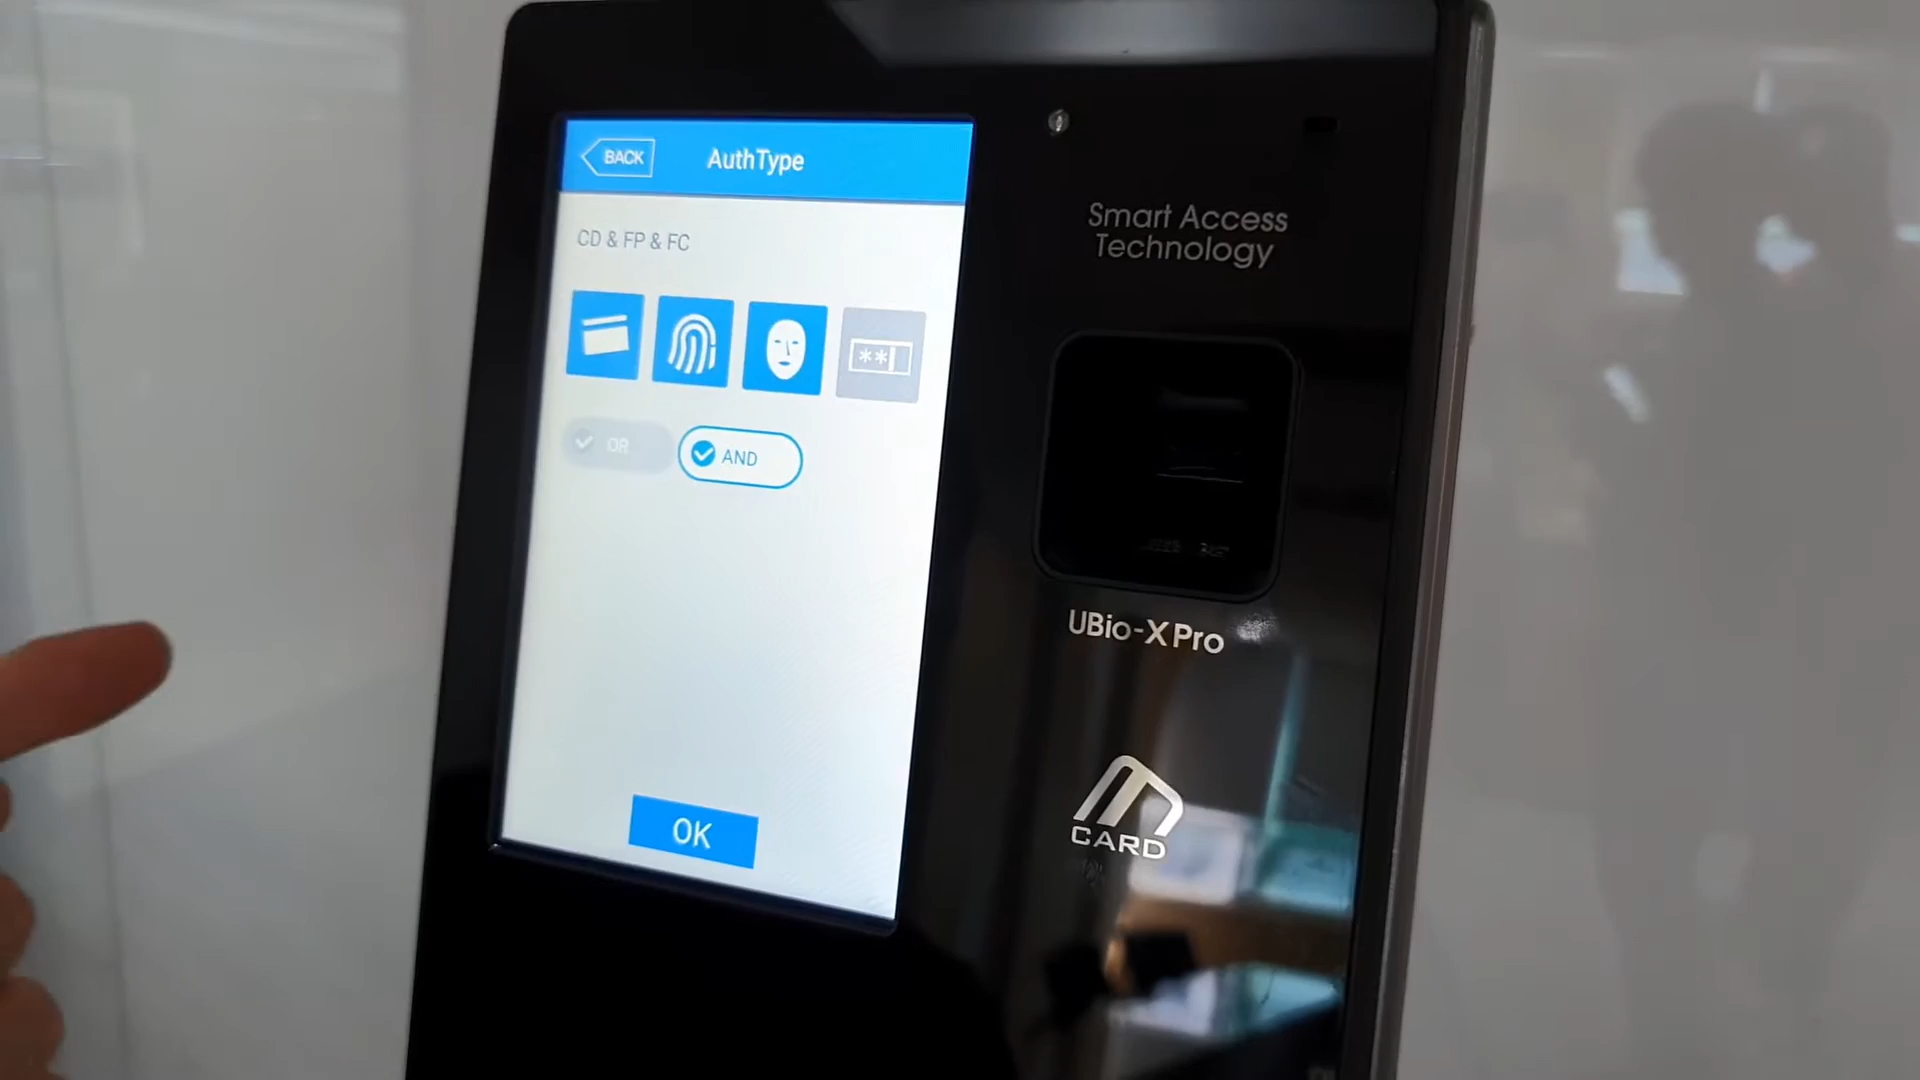 BACK
AuthType
CD & FP & FC
**
OR
AND
OK
Smart Access
Technology
UBio-X Pro
CARD